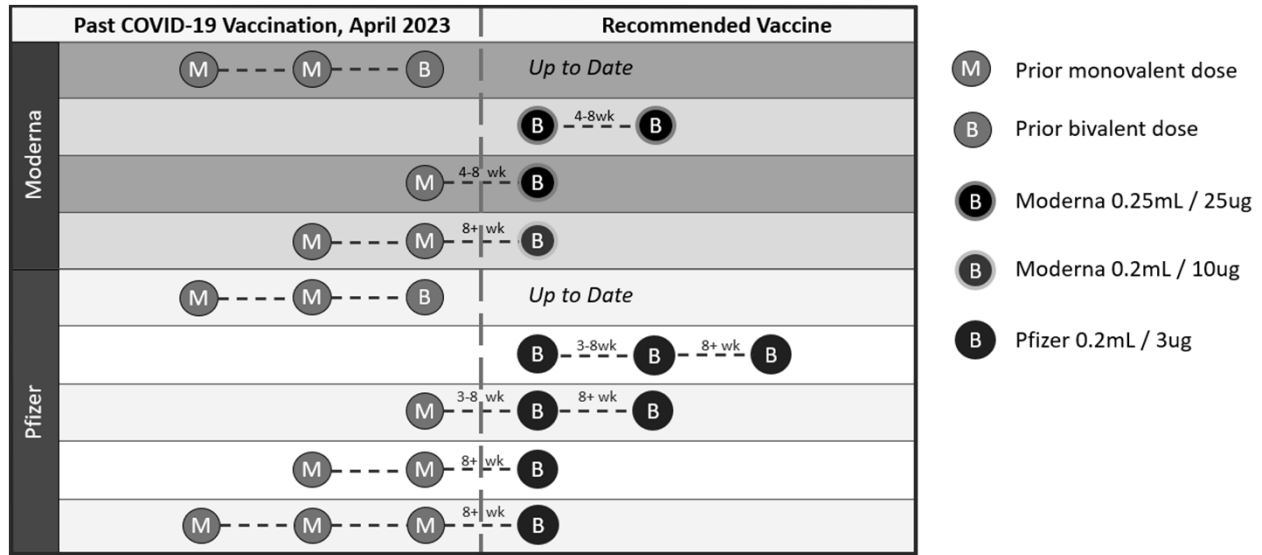 Past COVID-19 Vaccination, April 2023 Recommended Vaccine
Moderna
M M B Up to Date
B 4-8wk B
M 4-8 wk B
M M 8+ wk B
Pfizer
M M B Up to Date
B 3-8wk B 8+ wk B
M 3-8 wk B 8+ wk B
M M 8+ wk B
M M M 8+ wk B
M Prior monovalent dose
B Prior bivalent dose
B Moderna 0.25mL / 25ug
B Moderna 0.2mL / 10ug
B Pfizer 0.2mL / 3ug